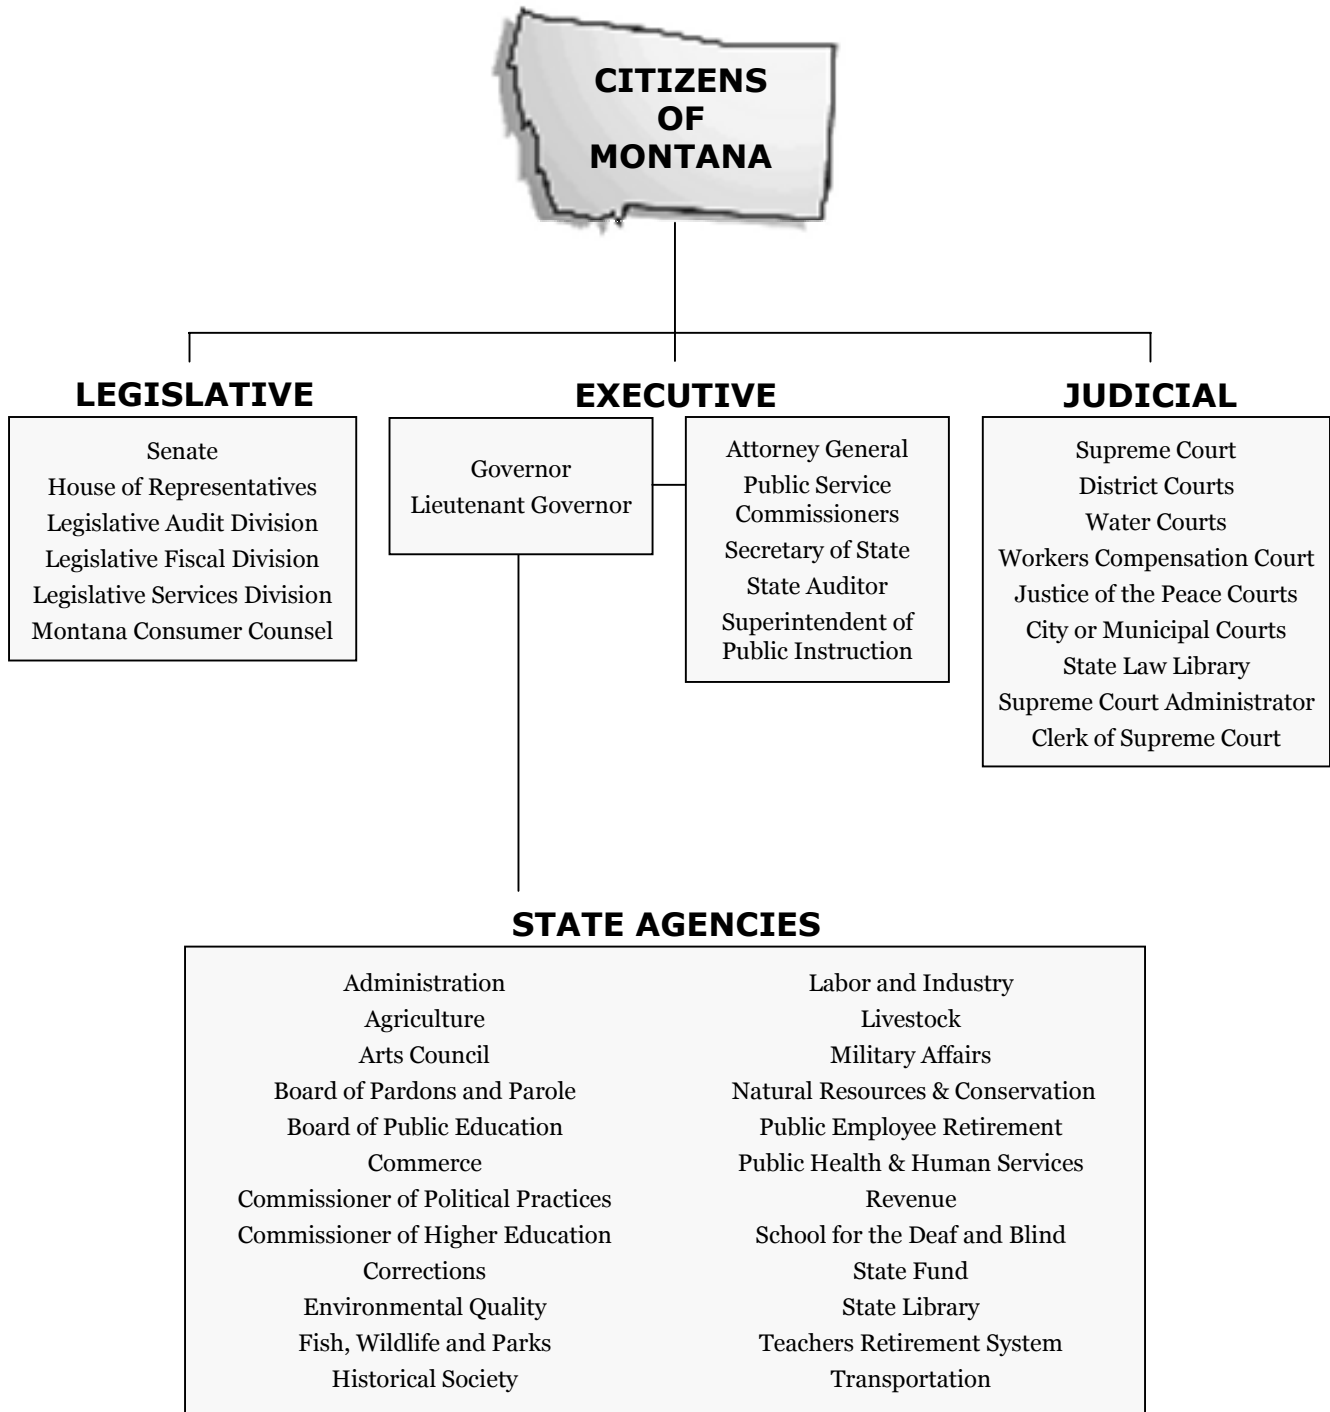 CITIZENS
OF
MONTANA
LEGISLATIVE
Senate
House of Representatives
Legislative Audit Division
Legislative Fiscal Division
Legislative Services Division
Montana Consumer Counsel
EXECUTIVE
Governor
Lieutenant Governor
Attorney General
Public Service
Commissioners
Secretary of State
State Auditor
Superintendent of
Public Instruction
JUDICIAL
Supreme Court
District Courts
Water Courts
Workers Compensation Court
Justice of the Peace Courts
City or Municipal Courts
State Law Library
Supreme Court Administrator
Clerk of Supreme Court
STATE AGENCIES
Administration
Agriculture
Arts Council
Board of Pardons and Parole
Board of Public Education
Commerce
Commissioner of Political Practices
Commissioner of Higher Education
Corrections
Environmental Quality
Fish, Wildlife and Parks
Historical Society
Labor and Industry
Livestock
Military Affairs
Natural Resources & Conservation
Public Employee Retirement
Public Health & Human Services
Revenue
School for the Deaf and Blind
State Fund
State Library
Teachers Retirement System
Transportation